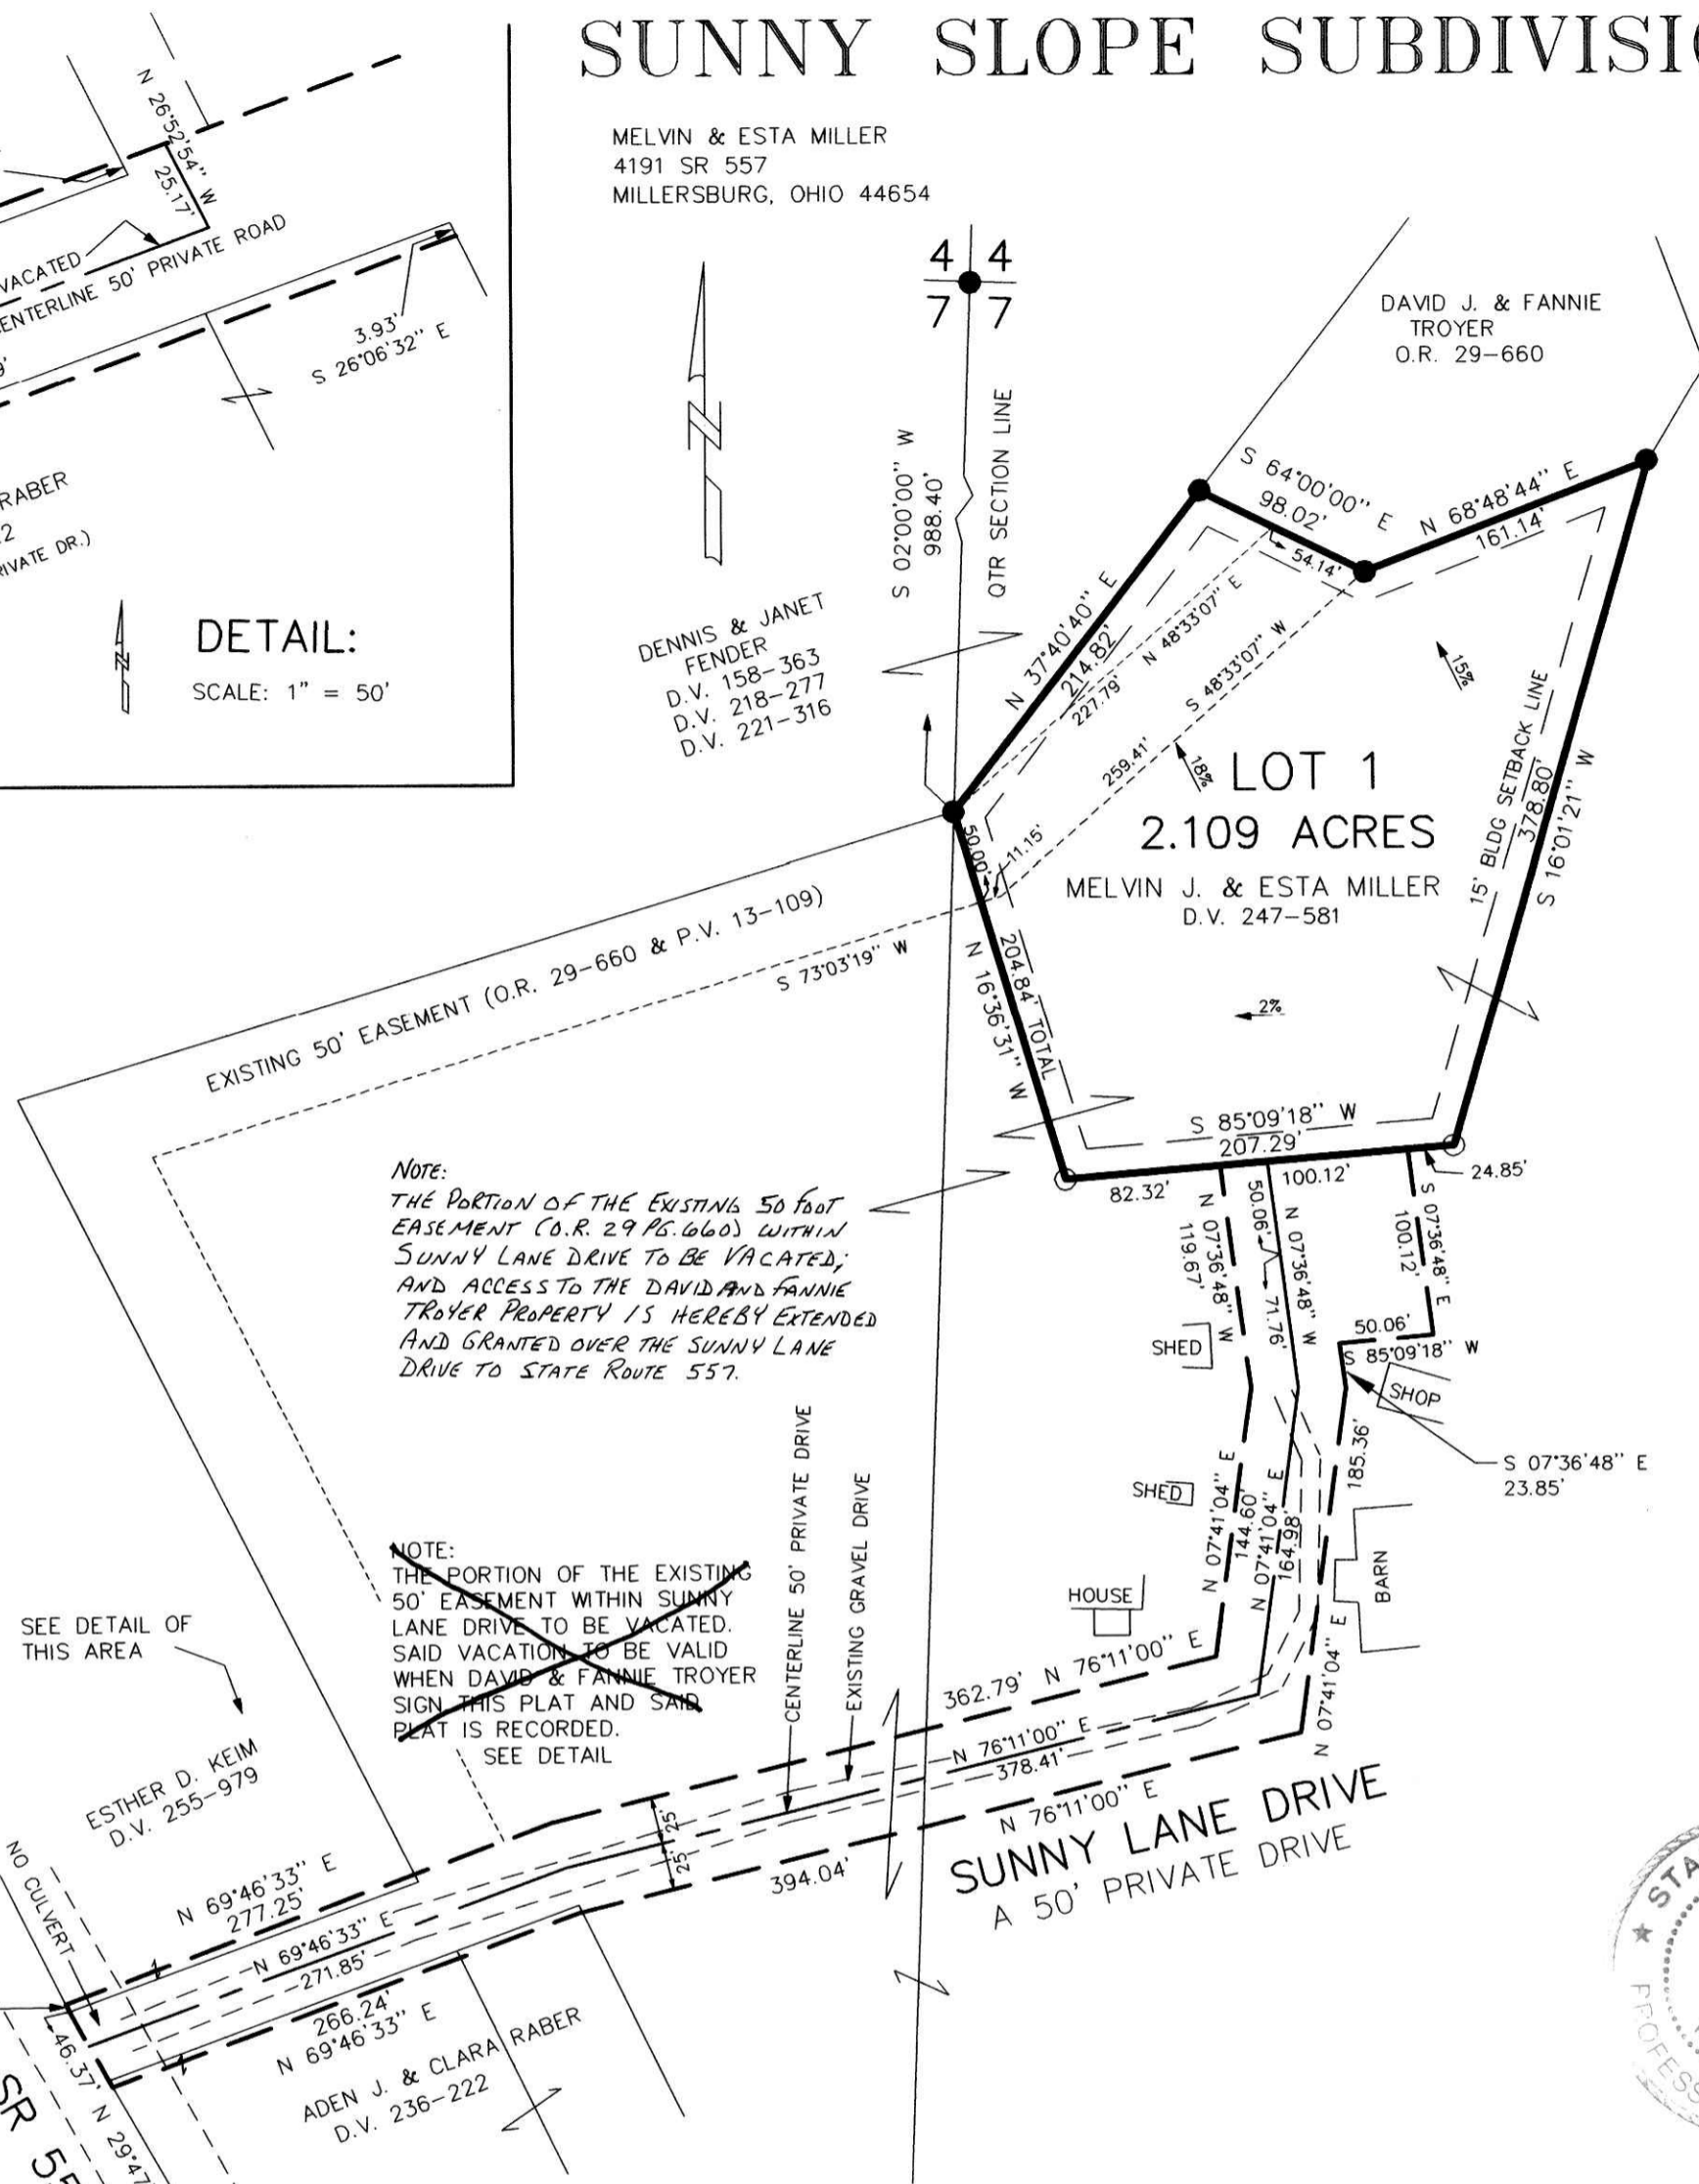 SUNNY SLOPE
MELVIN & ESTA MILLER
4191 SR 557
MILLERSBURG, OHIO 44654
N 26°52'54" W
25.17'
VACATED
CENTERLINE 50' PRIVATE ROAD
3.93'
S 26°06'32" E
RABER
DETAIL:
SCALE: 1" = 50'
4 4
7 7
S 02°00'00" W
988.40'
QTR SECTION LINE
DAVID J. & FANNIE
TROYER
O.R. 29-660
DENNIS & JANET
FENDER
D.V. 158-363
D.V. 218-277
D.V. 221-316
S 64°00'00" E
98.02'
54.14'
N 68°48'44" E
161.14'
N 37°40'40" E
214.82'
227.79'
N 48°33'07" E
S 48°33'07" W
259.41'
15%
18%
LOT 1
2.109 ACRES
MELVIN J. & ESTA MILLER
D.V. 247-581
15' BLDG SETBACK LINE
378.80'
S 16°01'21" W
50.00'
11.15'
204.84' TOTAL
N 16°36'31" W
2%
EXISTING 50' EASEMENT (O.R. 29-660 & P.V. 13-109)
S 73°03'19" W
S 85°09'18" W
207.29'
82.32'
100.12'
24.85'
NOTE:
THE PORTION OF THE EXISTING 50 FOOT
EASEMENT (O.R. 29 PG. 660) WITHIN
SUNNY LANE DRIVE TO BE VACATED;
AND ACCESS TO THE DAVID AND FANNIE
TROYER PROPERTY IS HEREBY EXTENDED
AND GRANTED OVER THE SUNNY LANE
DRIVE TO STATE ROUTE 557.
N 07°36'48" W
119.67'
50.06'
71.76'
N 07°36'48" W
S 07°36'48" E
100.12'
50.06'
S 85°09'18" W
SHED
SHOP
S 07°36'48" E
23.85'
185.36'
SHED
N 07°41'04" E
144.60'
N 07°41'04" E
164.98'
BARN
HOUSE
N 07°41'04" E
CENTERLINE 50' PRIVATE DRIVE
EXISTING GRAVEL DRIVE
NOTE:
THE PORTION OF THE EXISTING
50' EASEMENT WITHIN SUNNY
LANE DRIVE TO BE VACATED.
SAID VACATION TO BE VALID
WHEN DAVID & FANNIE TROYER
SIGN THIS PLAT AND SAID
PLAT IS RECORDED.
SEE DETAIL
SEE DETAIL OF
THIS AREA
362.79' N 76°11'00" E
N 76°11'00" E
378.41'
N 76°11'00" E
394.04'
25'
25'
SUNNY LANE DRIVE
A 50' PRIVATE DRIVE
ESTHER D. KEIM
D.V. 255-979
NO CULVERT
N 69°46'33" E
277.25'
N 69°46'33" E
271.85'
266.24'
N 69°46'33" E
46.37'
ADEN J. & CLARA RABER
D.V. 236-222
SR